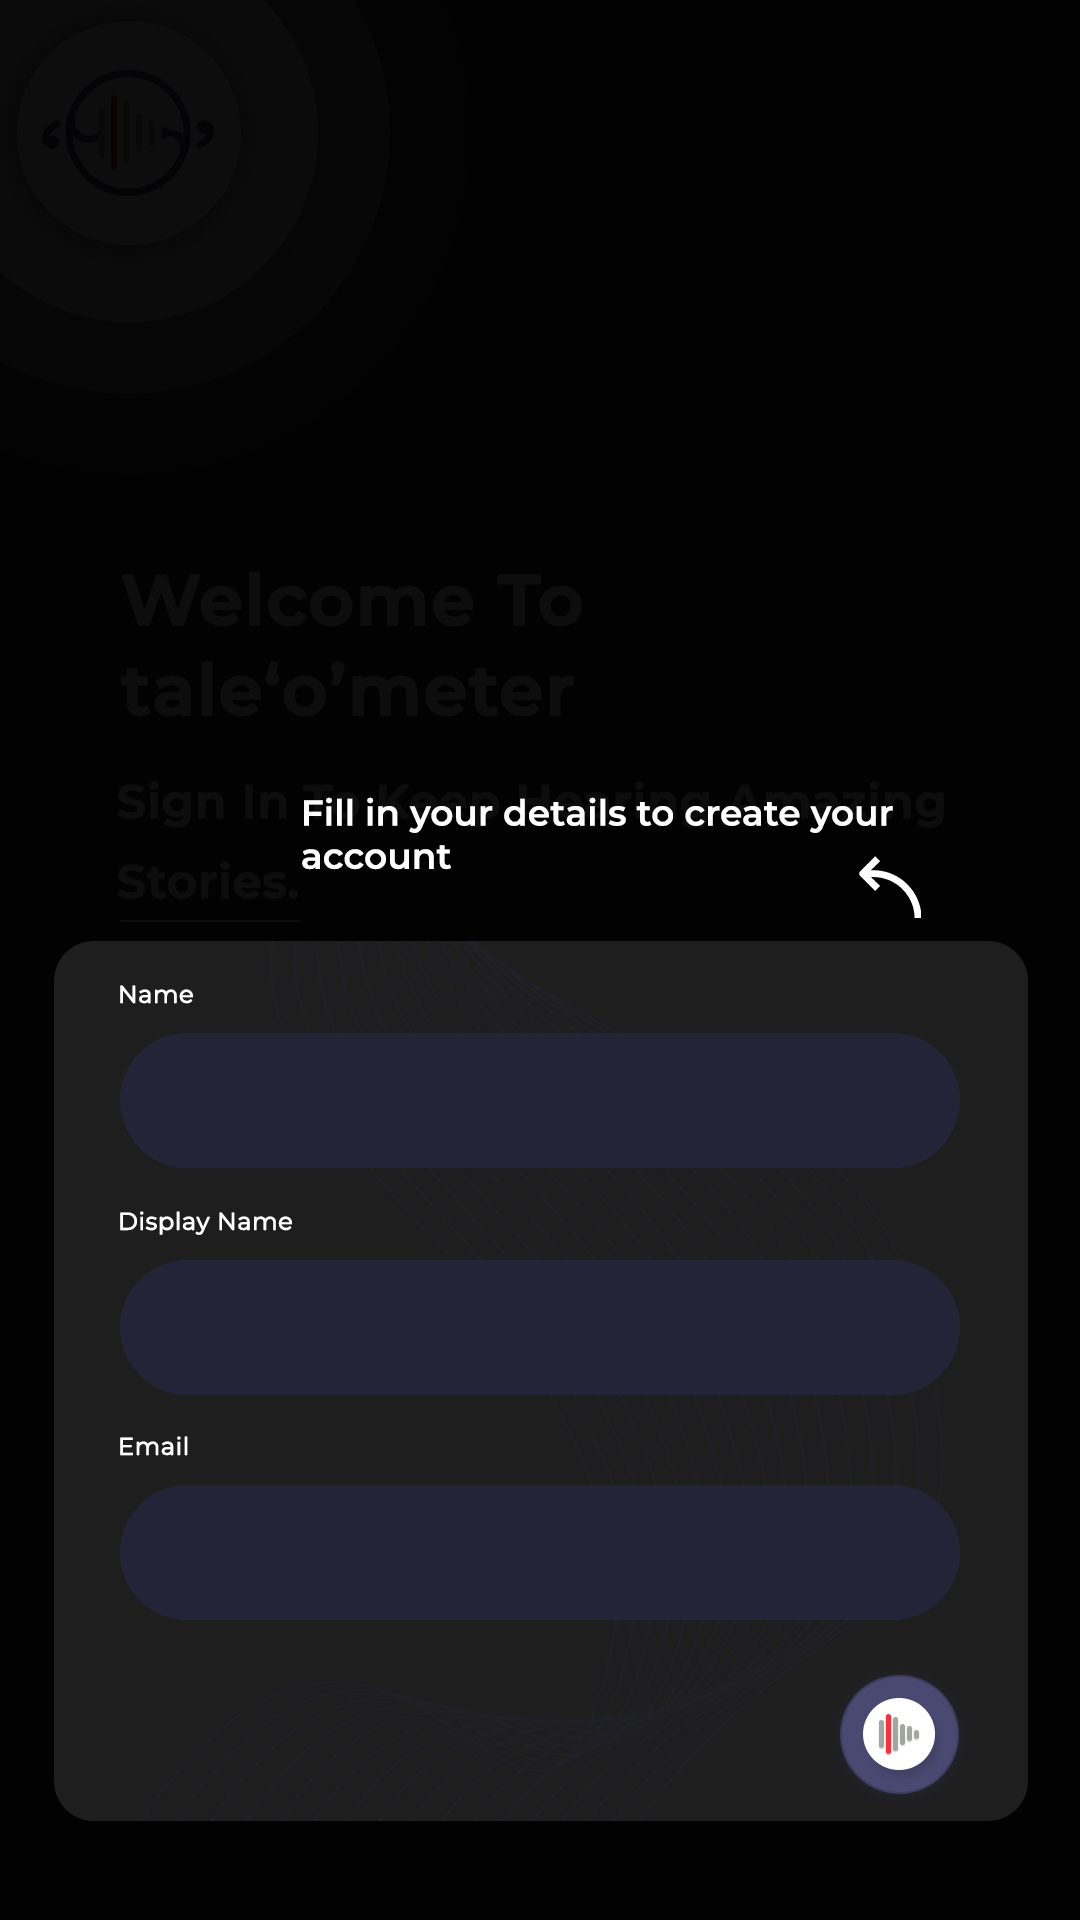 Welcome To
tale‘o’meter
Sign In To Keep Hearing Amazing
Stories.
Fill in your details to create your
account
Name
Display Name
Email